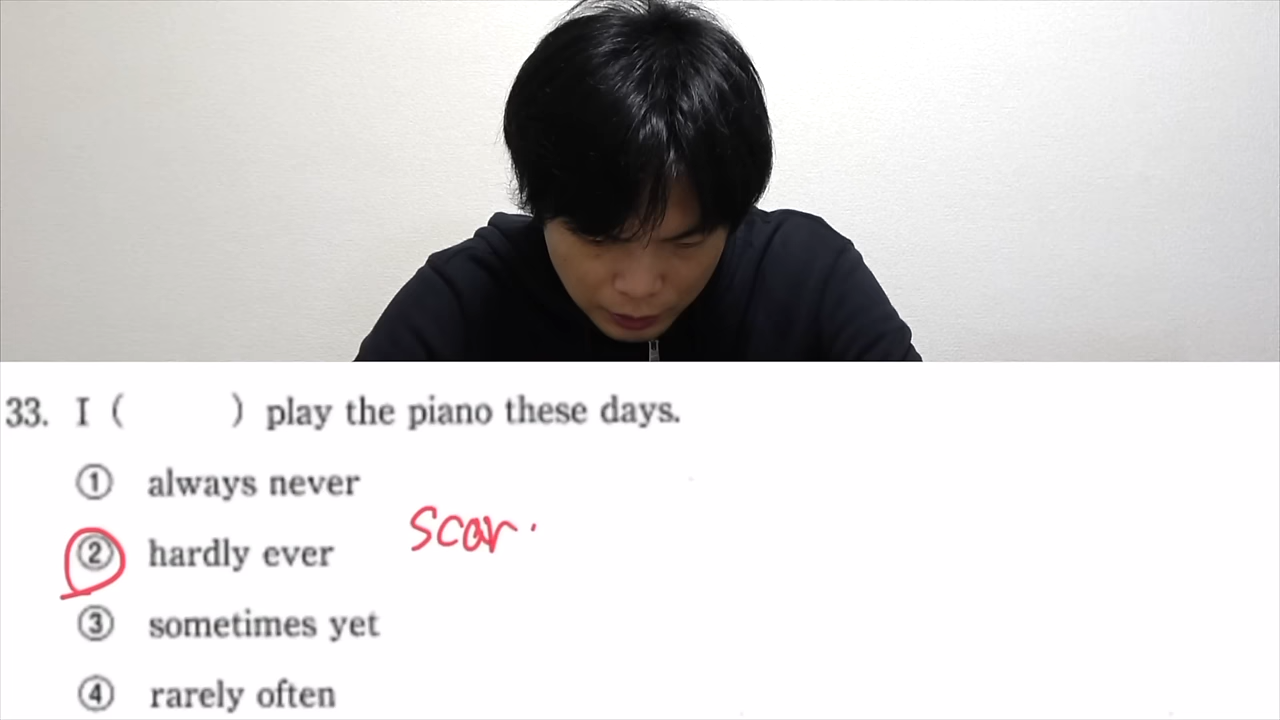 33. I (　　　) play the piano these days.
① always never
② hardly ever
scar.
③ sometimes yet
④ rarely often